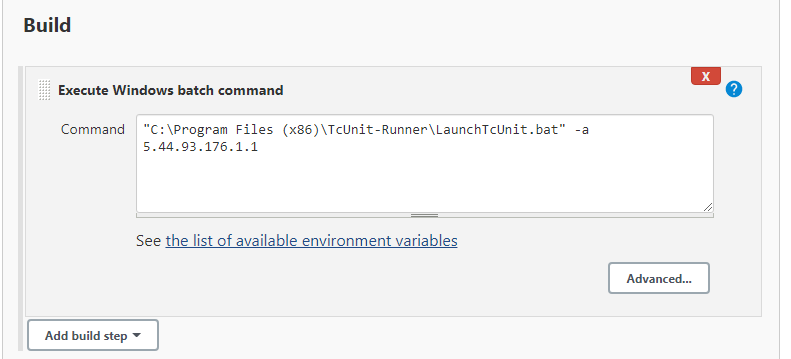 Build
X
Execute Windows batch command
?
Command
"C:\Program Files (x86)\TcUnit-Runner\LaunchTcUnit.bat" -a
5.44.93.176.1.1
See the list of available environment variables
Advanced...
Add build step